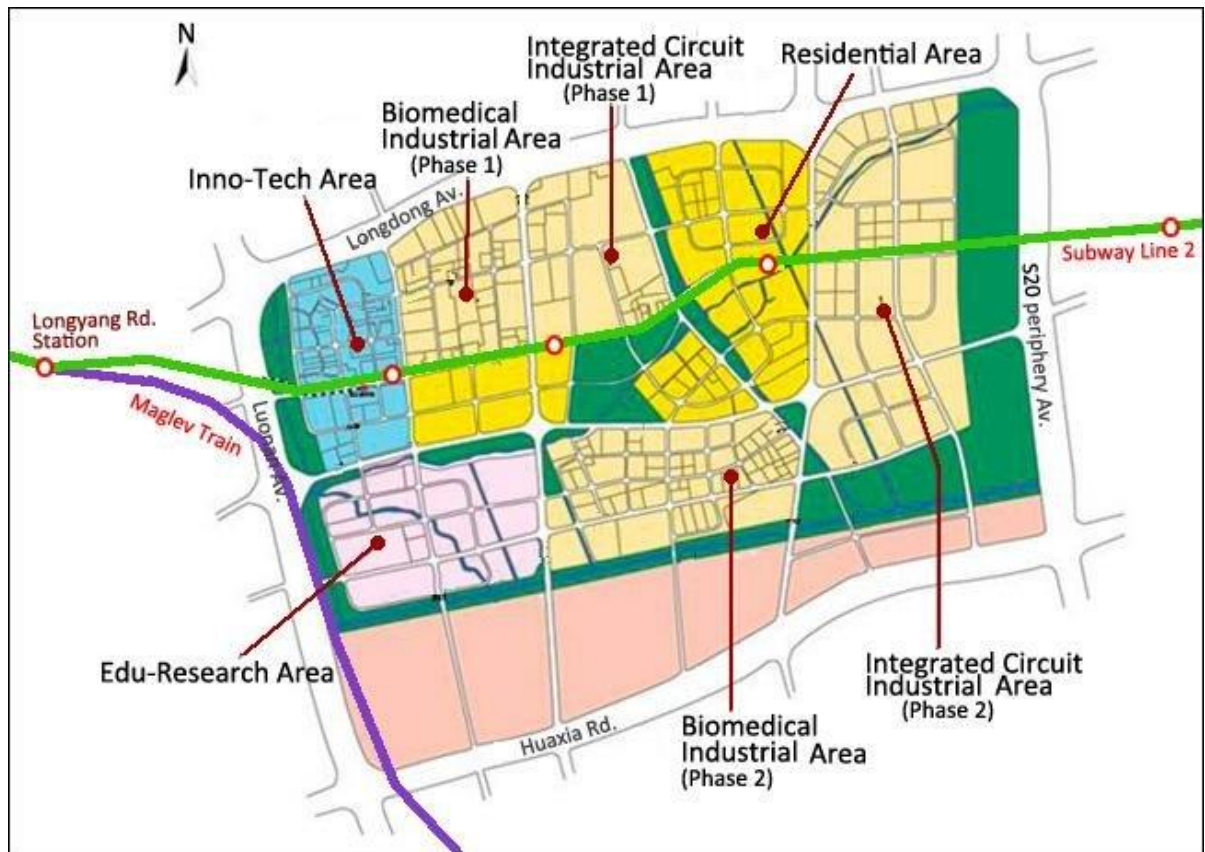 N
Integrated Circuit
Industrial Area
(Phase 1)
Residential Area
Biomedical
Industrial Area
(Phase 1)
Inno-Tech Area
Longdong Av.
Subway Line 2
S20 periphery Av.
Longyang Rd.
Station
Maglev Train
Luonan Av.
Edu-Research Area
Integrated Circuit
Industrial Area
(Phase 2)
Biomedical
Industrial Area
(Phase 2)
Huaxia Rd.